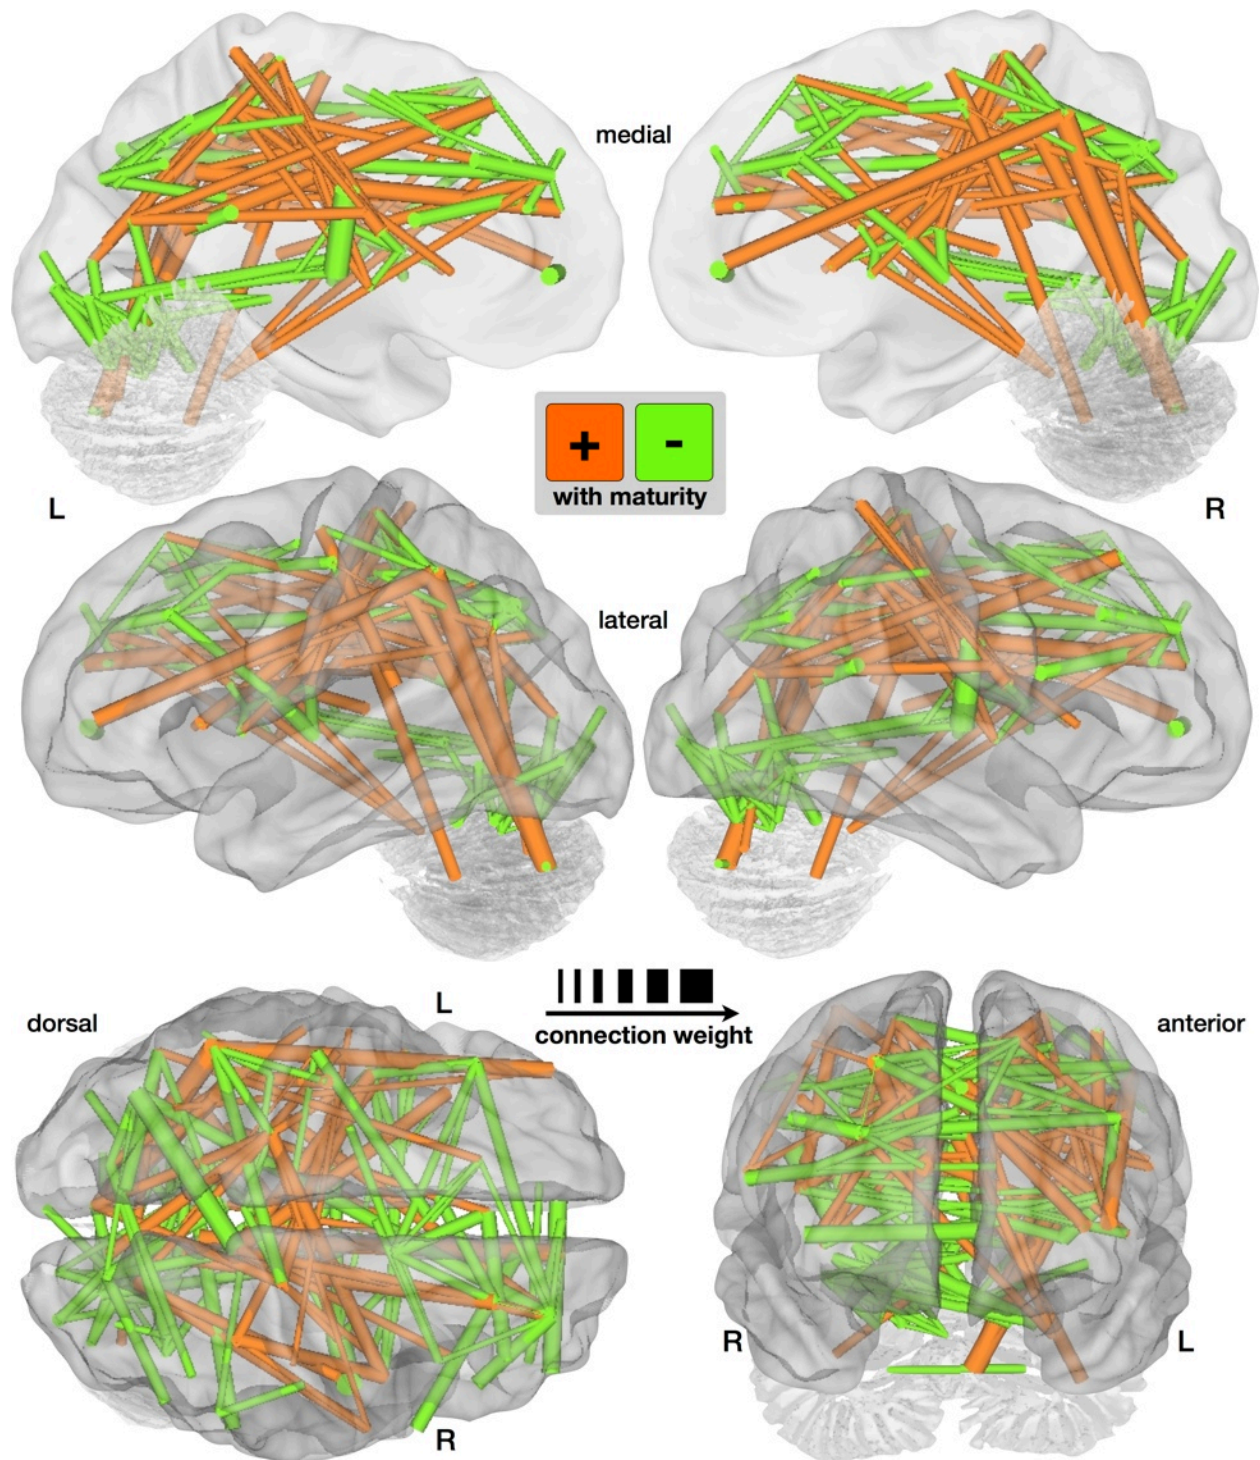 medial
+ -
with maturity
L
R
lateral
L
dorsal
connection weight
anterior
R
L
R